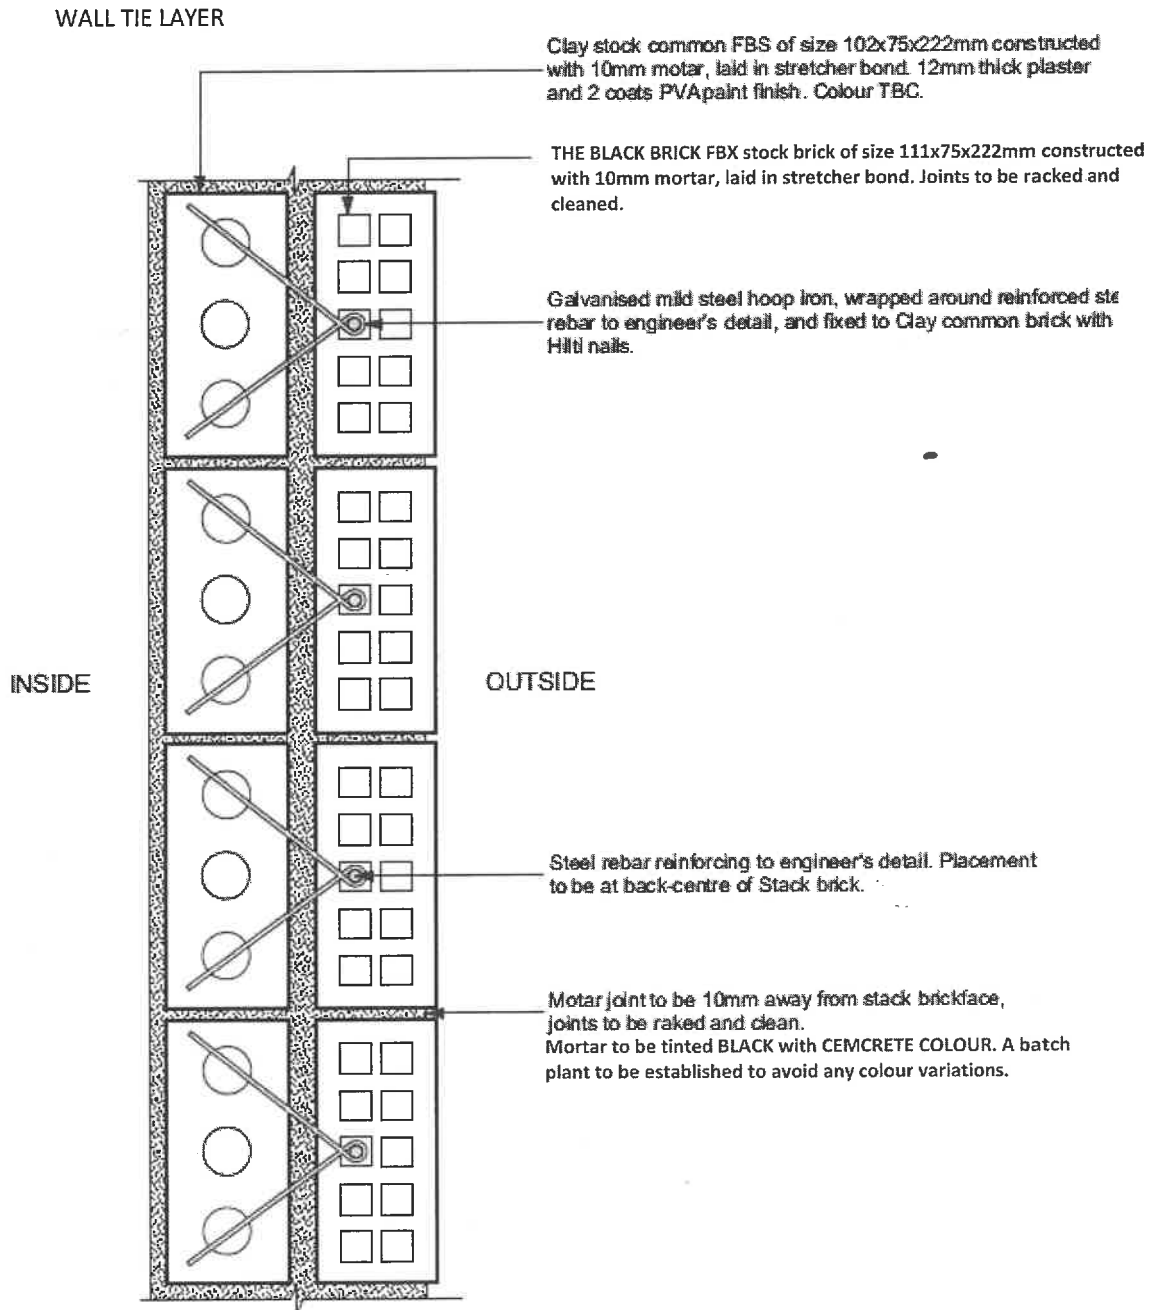 WALL TIE LAYER
Clay stock common FBS of size 102x75x222mm constructed
with 10mm motar, laid in stretcher bond. 12mm thick plaster
and 2 coats PVApaint finish. Colour TBC.
THE BLACK BRICK FBX stock brick of size 111x75x222mm constructed
with 10mm mortar, laid in stretcher bond. Joints to be racked and
cleaned.
Galvanised mild steel hoop iron, wrapped around reinforced ste
rebar to engineer's detail, and fixed to Clay common brick with
Hilti nails.
INSIDE
OUTSIDE
Steel rebar reinforcing to engineer's detail. Placement
to be at back-centre of Stack brick.
Motar joint to be 10mm away from stack brickface,
joints to be raked and clean.
Mortar to be tinted BLACK with CEMCRETE COLOUR. A batch
plant to be established to avoid any colour variations.